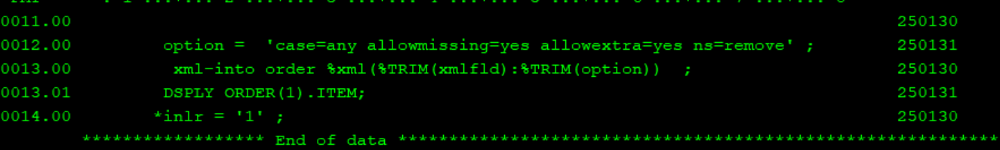 0011.00 250130
0012.00 option = 'case=any allowmissing=yes allowextra=yes ns=remove' ; 250131
0013.00 xml-into order %xml(%TRIM(xmlfld):%TRIM(option)) ; 250130
0013.01 DSPLY ORDER(1).ITEM; 250131
0014.00 *inlr = '1' ; 250130
****************** End of data ************************************************************